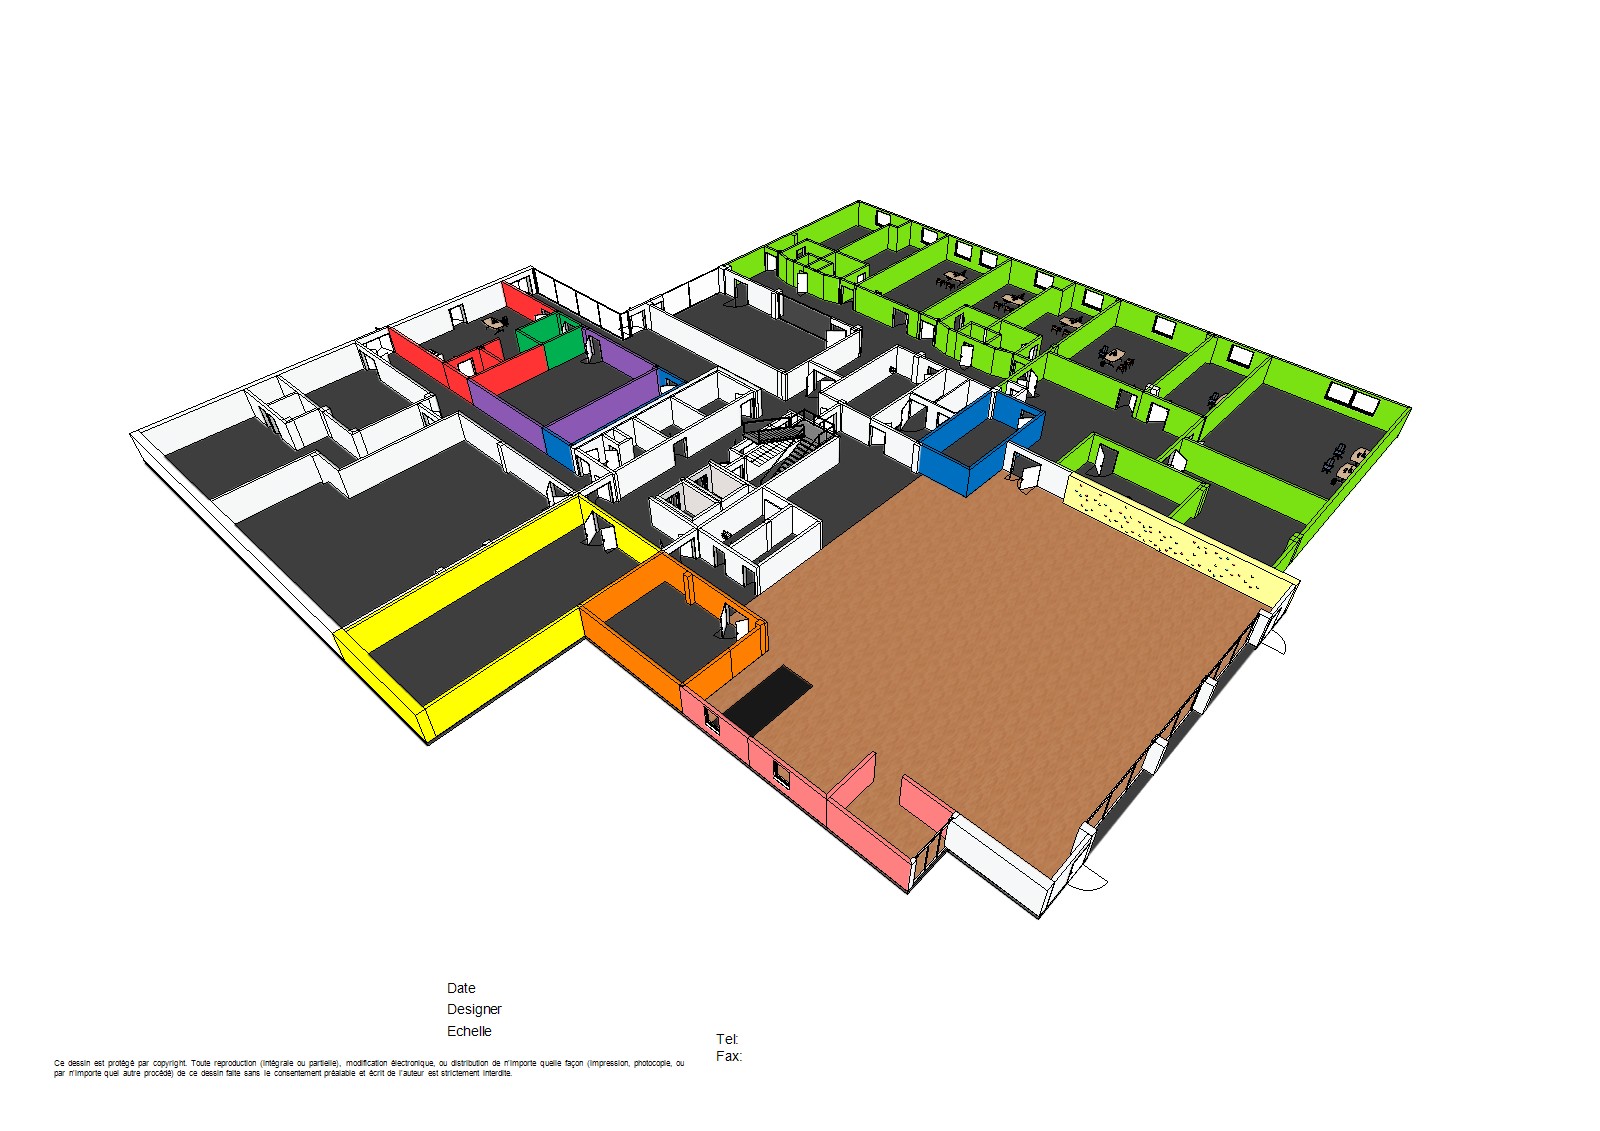 Date
Designer
Echelle
Tel:
Fax:
Ce dessin est protégé par copyright. Toute reproduction (intégrale ou partielle), modification électronique, ou distribution de n'importe quelle façon (impression, photocopie, ou
par n'importe quel autre procédé) de ce dessin faite sans le consentement préalable et écrit de l'auteur est strictement interdite.